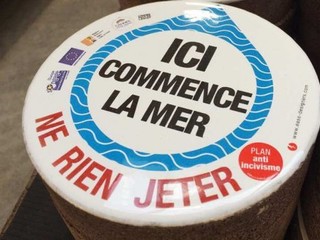 ICI
COMMENCE
LA MER
NE RIEN JETER
PLAN
anti
incivisme